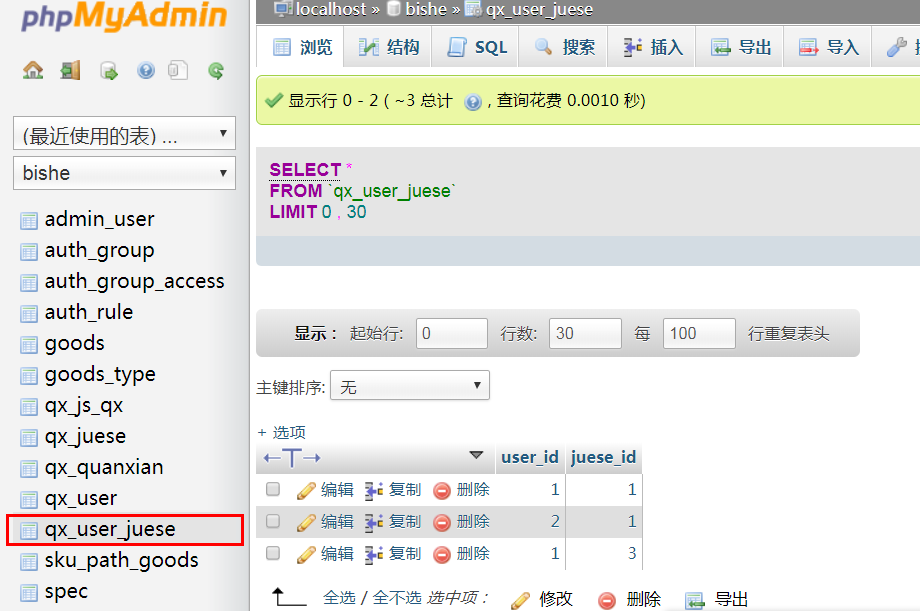 phpMyAdmin
(最近使用的表) ...
bishe
admin_user
auth_group
auth_group_access
auth_rule
goods
goods_type
qx_js_qx
qx_juese
qx_quanxian
qx_user
qx_user_juese
sku_path_goods
spec
localhost » bishe » qx_user_juese
浏览 结构 SQL 搜索 插入 导出 导入
显示行 0 - 2 ( ~3 总计 , 查询花费 0.0010 秒)
SELECT *
FROM `qx_user_juese`
LIMIT 0 , 30
显示 : 起始行: 0 行数: 30 每 100 行重复表头
主键排序: 无
+ 选项
←T→ user_id juese_id
编辑 复制 删除 1 1
编辑 复制 删除 2 1
编辑 复制 删除 1 3
全选 / 全不选 选中项 : 修改 删除 导出